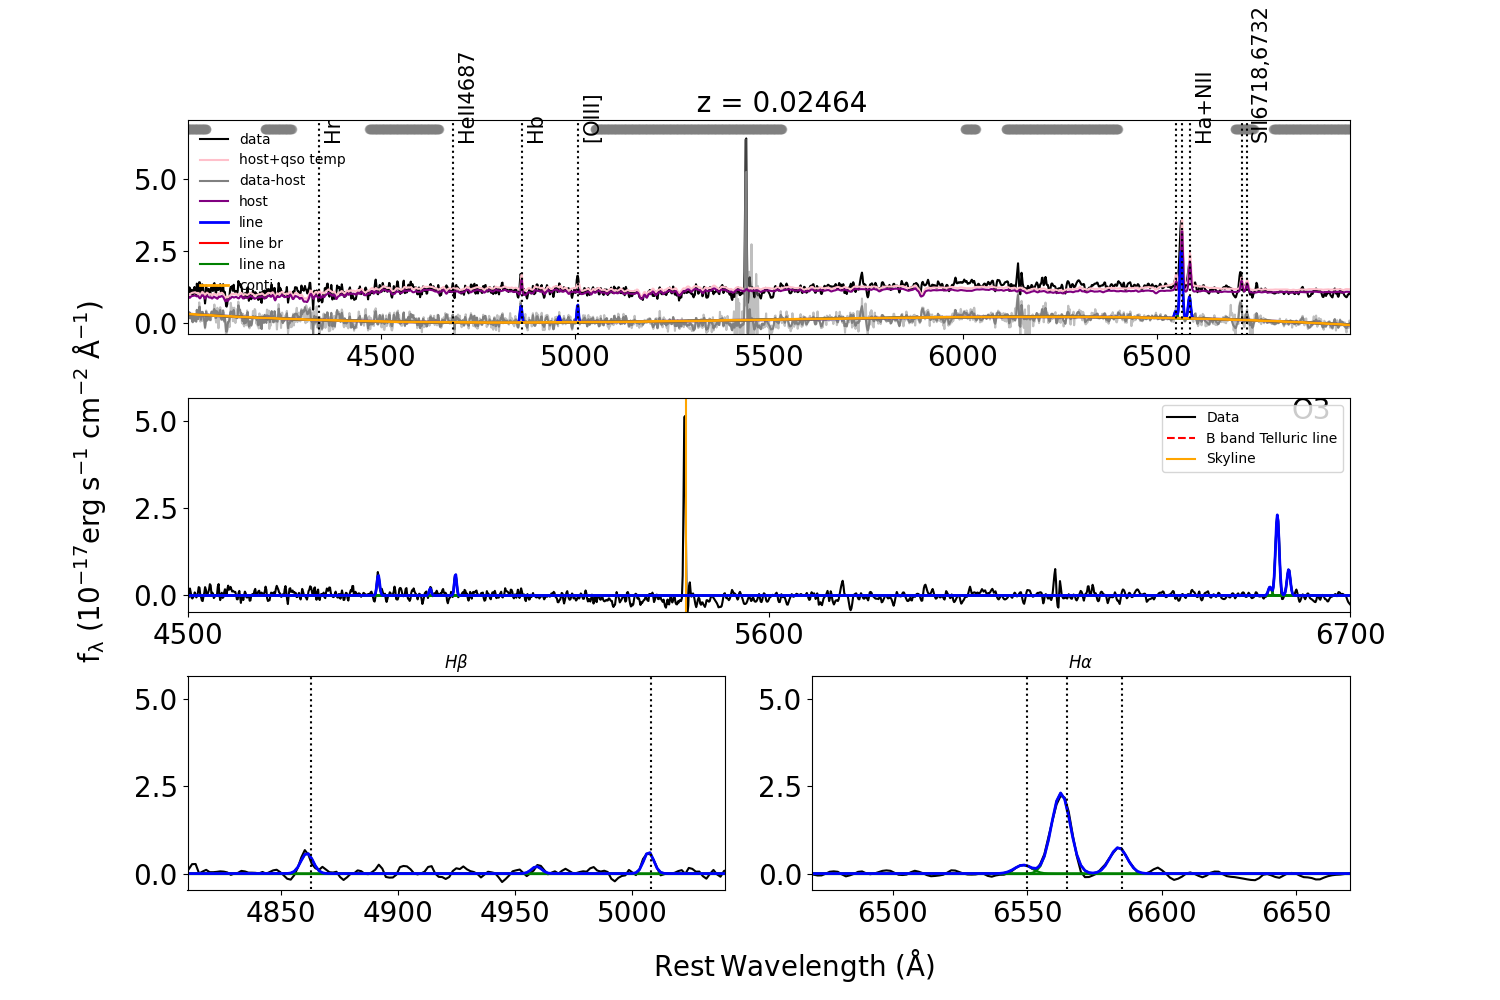 z = 0.02464
Hr
HeII4687
Hb
[OIII]
Ha+NII
SII6718,6732
data
host+qso temp
data-host
host
line
line br
line na
conti
5.0
2.5
0.0
4500 5000 5500 6000 6500
O3
Data
B band Telluric line
Skyline
5.0
2.5
0.0
4500 5600 6700
fλ (10⁻¹⁷erg s⁻¹ cm⁻² Å⁻¹)
Hβ
5.0
2.5
0.0
4850 4900 4950 5000
Hα
5.0
2.5
0.0
6500 6550 6600 6650
Rest Wavelength (Å)